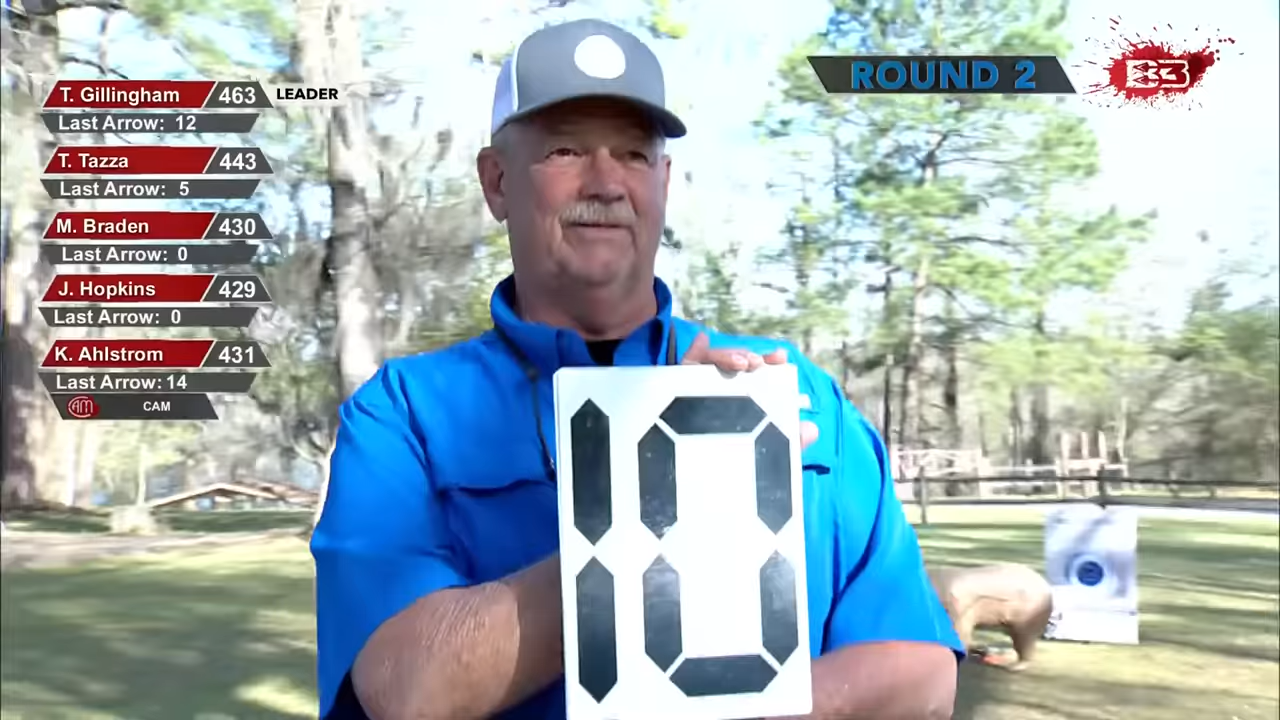 T. Gillingham 463 LEADER
Last Arrow: 12
T. Tazza 443
Last Arrow: 5
M. Braden 430
Last Arrow: 0
J. Hopkins 429
Last Arrow: 0
K. Ahlstrom 431
Last Arrow: 14
CAM
ROUND 2
B3
10